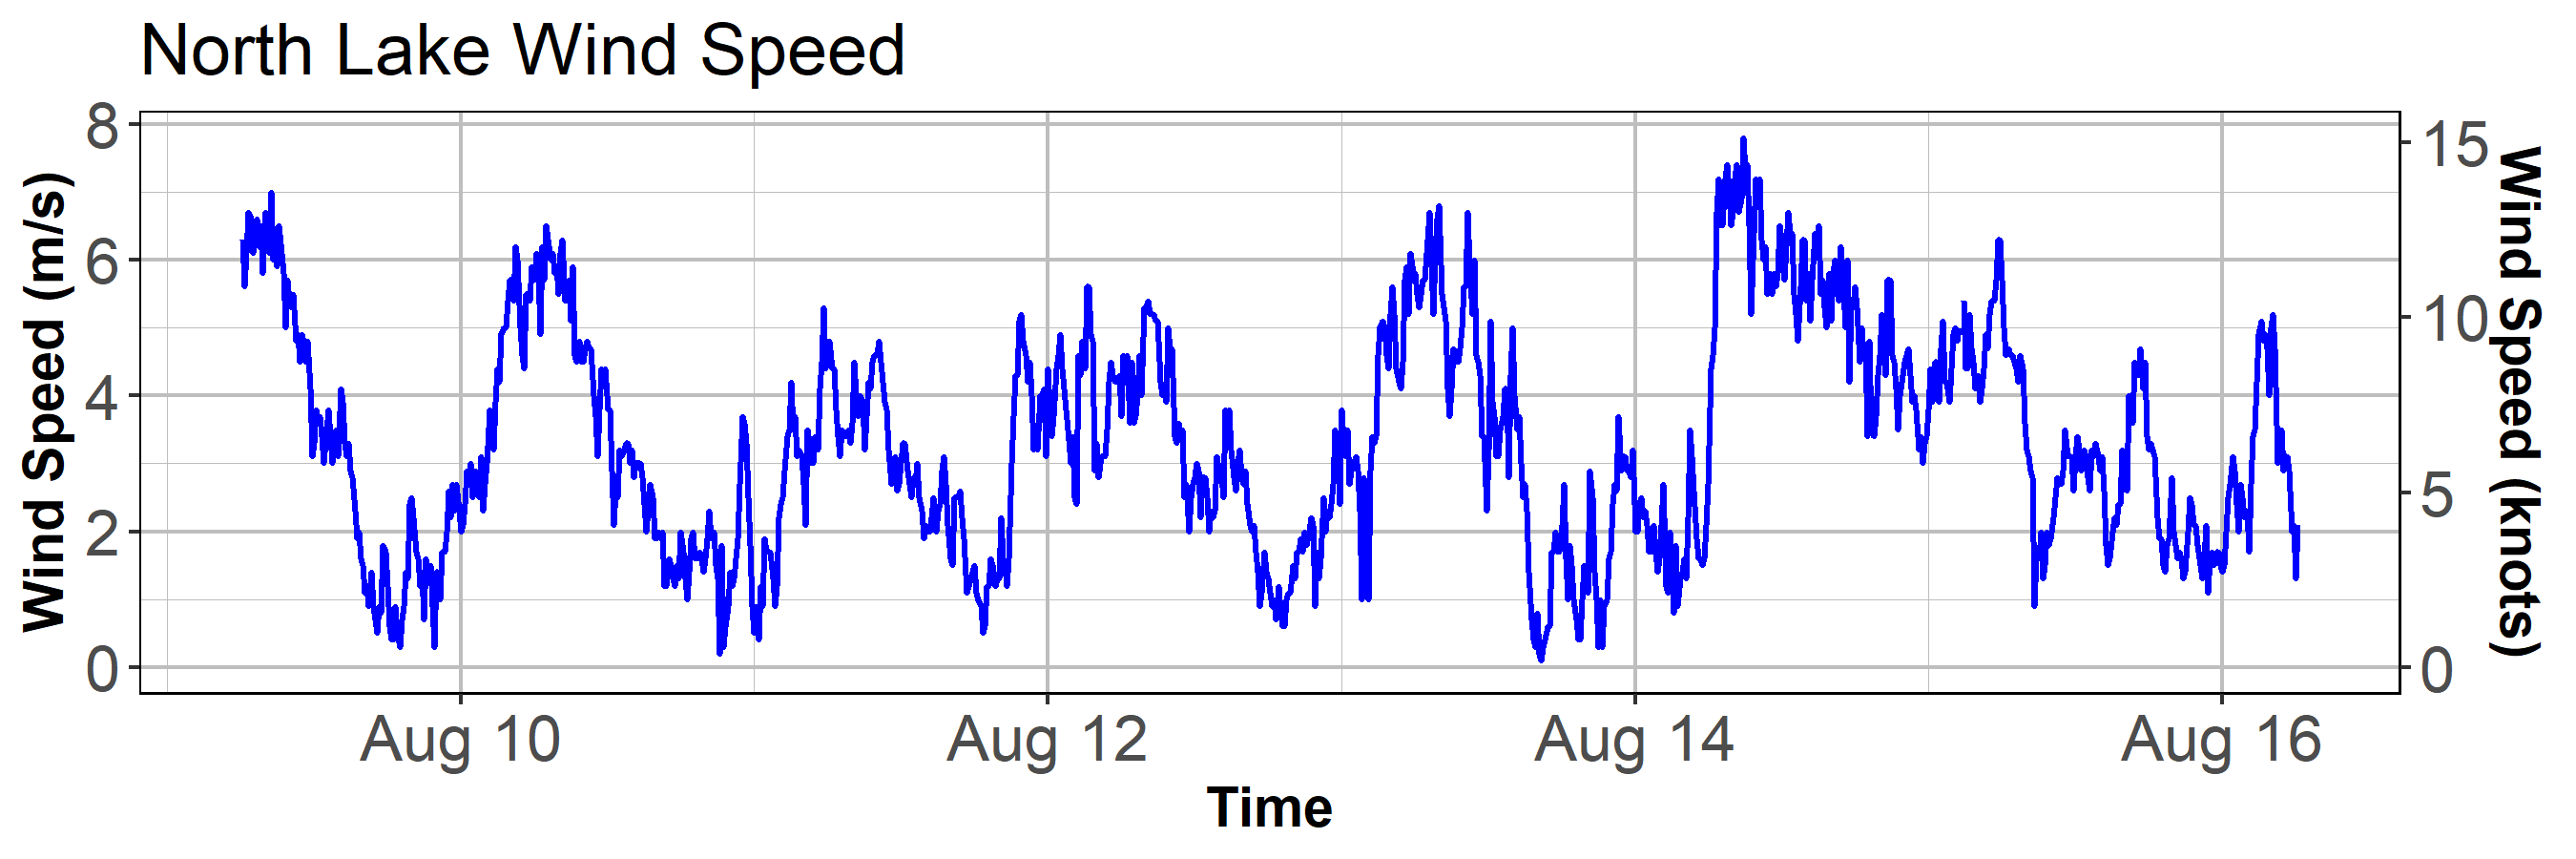 North Lake Wind Speed
Wind Speed (m/s)
8
6
4
2
0
15
10
5
0
Wind Speed (knots)
Aug 10
Aug 12
Aug 14
Aug 16
Time